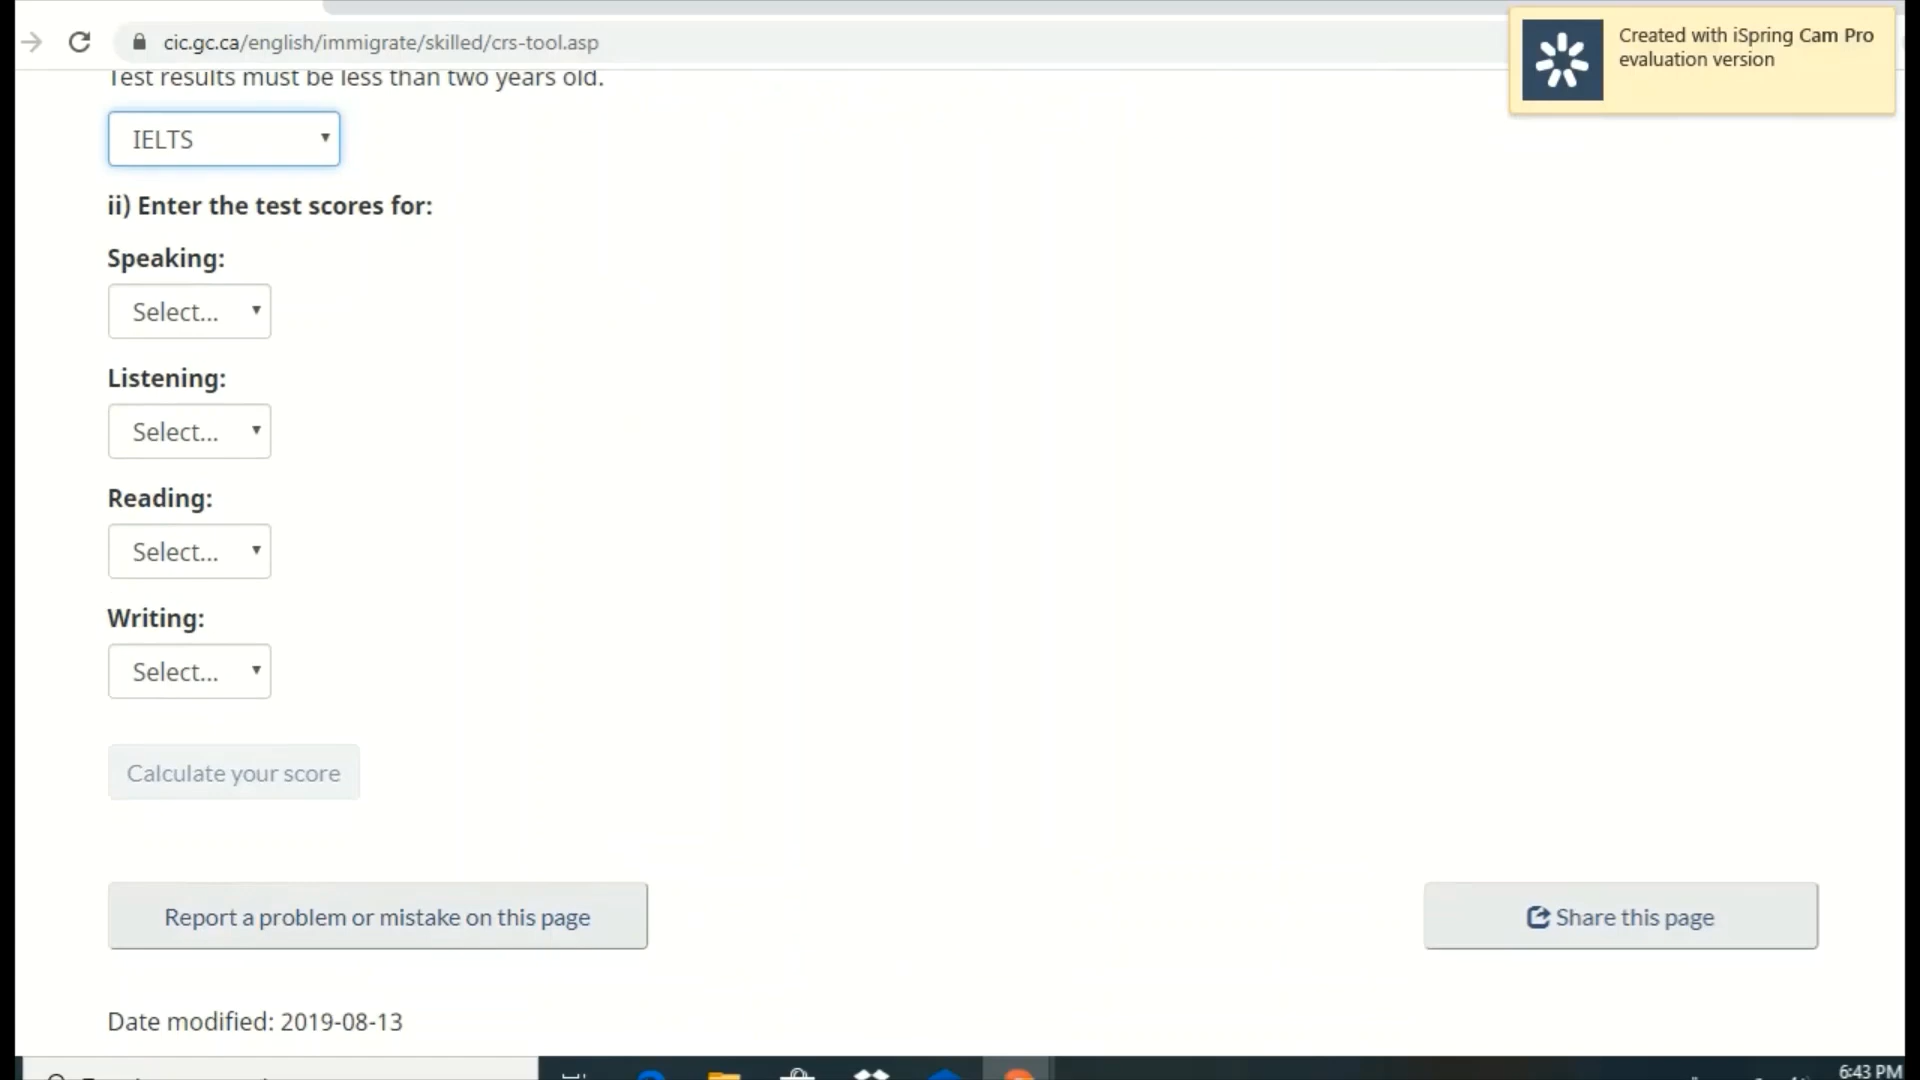 cic.gc.ca/english/immigrate/skilled/crs-tool.asp
Created with iSpring Cam Pro
evaluation version
Test results must be less than two years old.
IELTS
ii) Enter the test scores for:
Speaking:
Select...
Listening:
Select...
Reading:
Select...
Writing:
Select...
Calculate your score
Report a problem or mistake on this page
Share this page
Date modified: 2019-08-13
6:43 PM